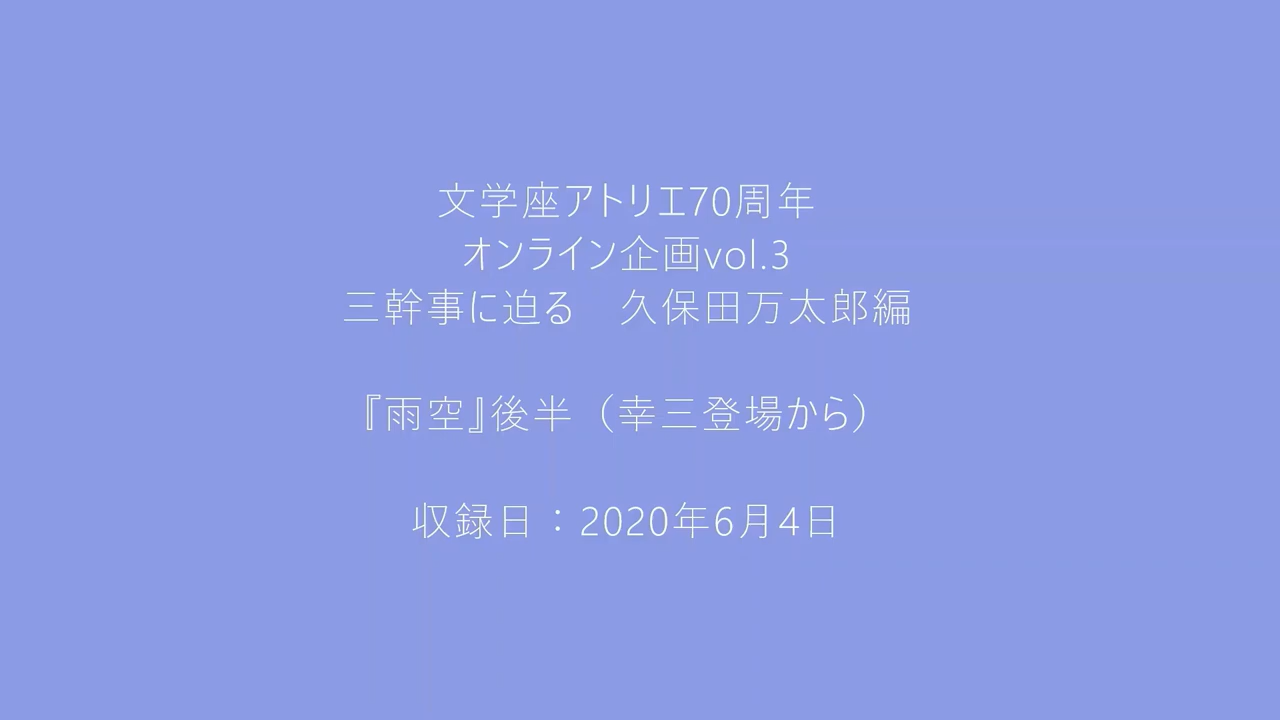 文学座アトリエ70周年
オンライン企画vol.3
三幹事に迫る　久保田万太郎編
『雨空』後半（幸三登場から）
収録日：2020年6月4日